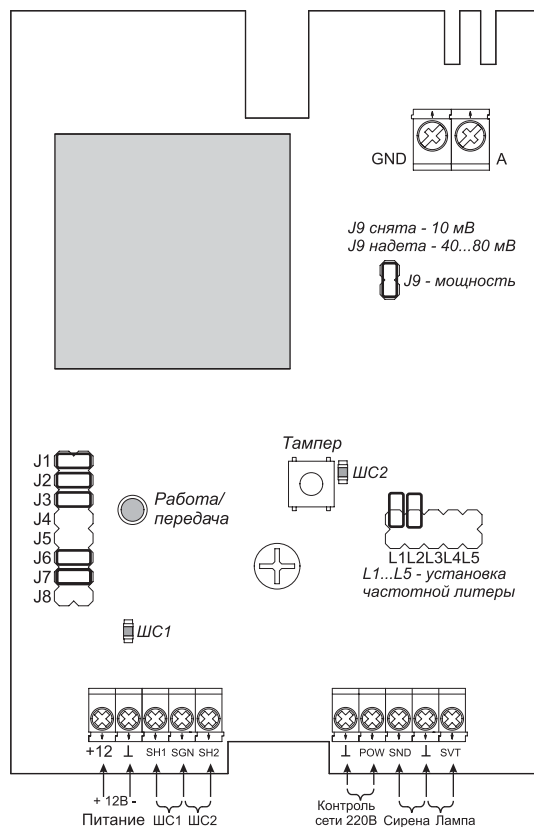 GND A
J9 снята - 10 мВ
J9 надета - 40...80 мВ
J9 - мощность
Тампер
ШС2
J1
J2
J3
J4
J5
J6
J7
J8
Работа/
передача
L1L2L3L4L5
L1...L5 - установка
частотной литеры
ШС1
+12 ⊥ SH1 SGN SH2
⊥ POW SND ⊥ SVT
+ 12В -
Питание ШС1 ШС2
Контроль
сети 220В Сирена Лампа